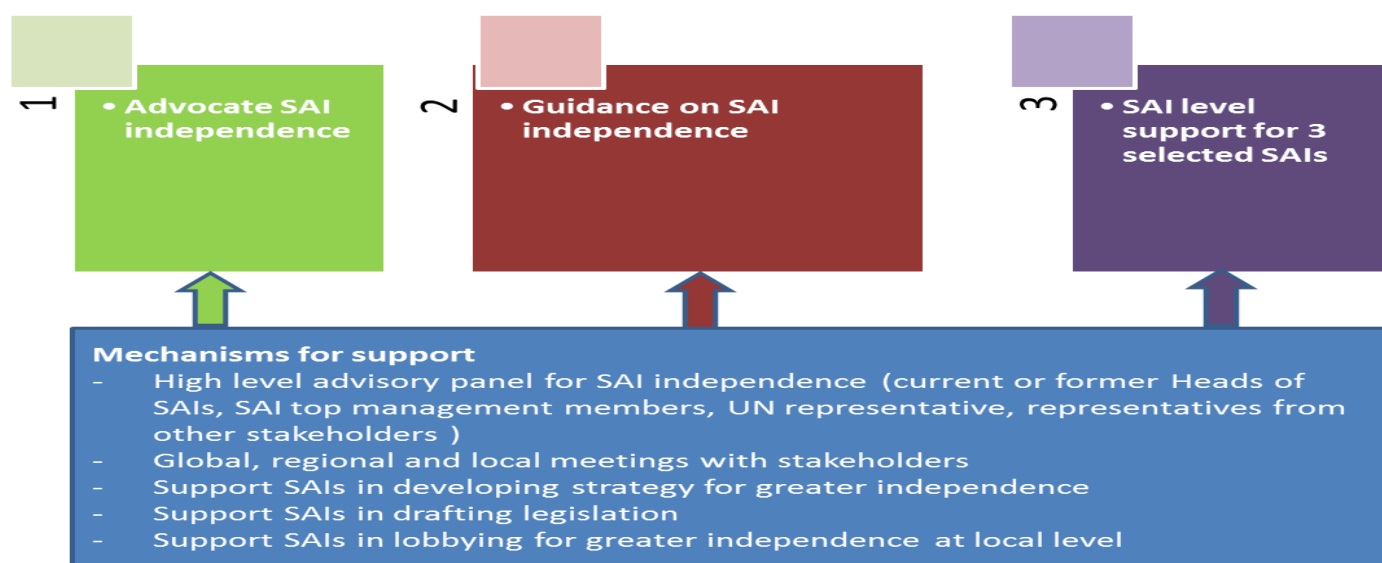 1
• Advocate SAI
independence
2
• Guidance on SAI
independence
3
• SAI level
support for 3
selected SAIs
Mechanisms for support
- High level advisory panel for SAI independence (current or former Heads of
SAIs, SAI top management members, UN representative, representatives from
other stakeholders )
- Global, regional and local meetings with stakeholders
- Support SAIs in developing strategy for greater independence
- Support SAIs in drafting legislation
- Support SAIs in lobbying for greater independence at local level